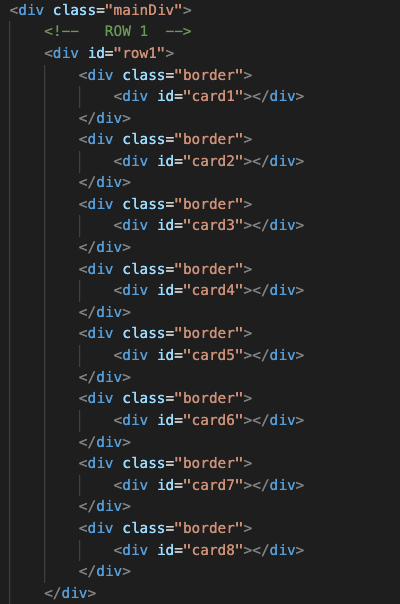 <div class="mainDiv">
<!--   ROW 1  -->
<div id="row1">
<div class="border">
<div id="card1"></div>
</div>
<div class="border">
<div id="card2"></div>
</div>
<div class="border">
<div id="card3"></div>
</div>
<div class="border">
<div id="card4"></div>
</div>
<div class="border">
<div id="card5"></div>
</div>
<div class="border">
<div id="card6"></div>
</div>
<div class="border">
<div id="card7"></div>
</div>
<div class="border">
<div id="card8"></div>
</div>
</div>